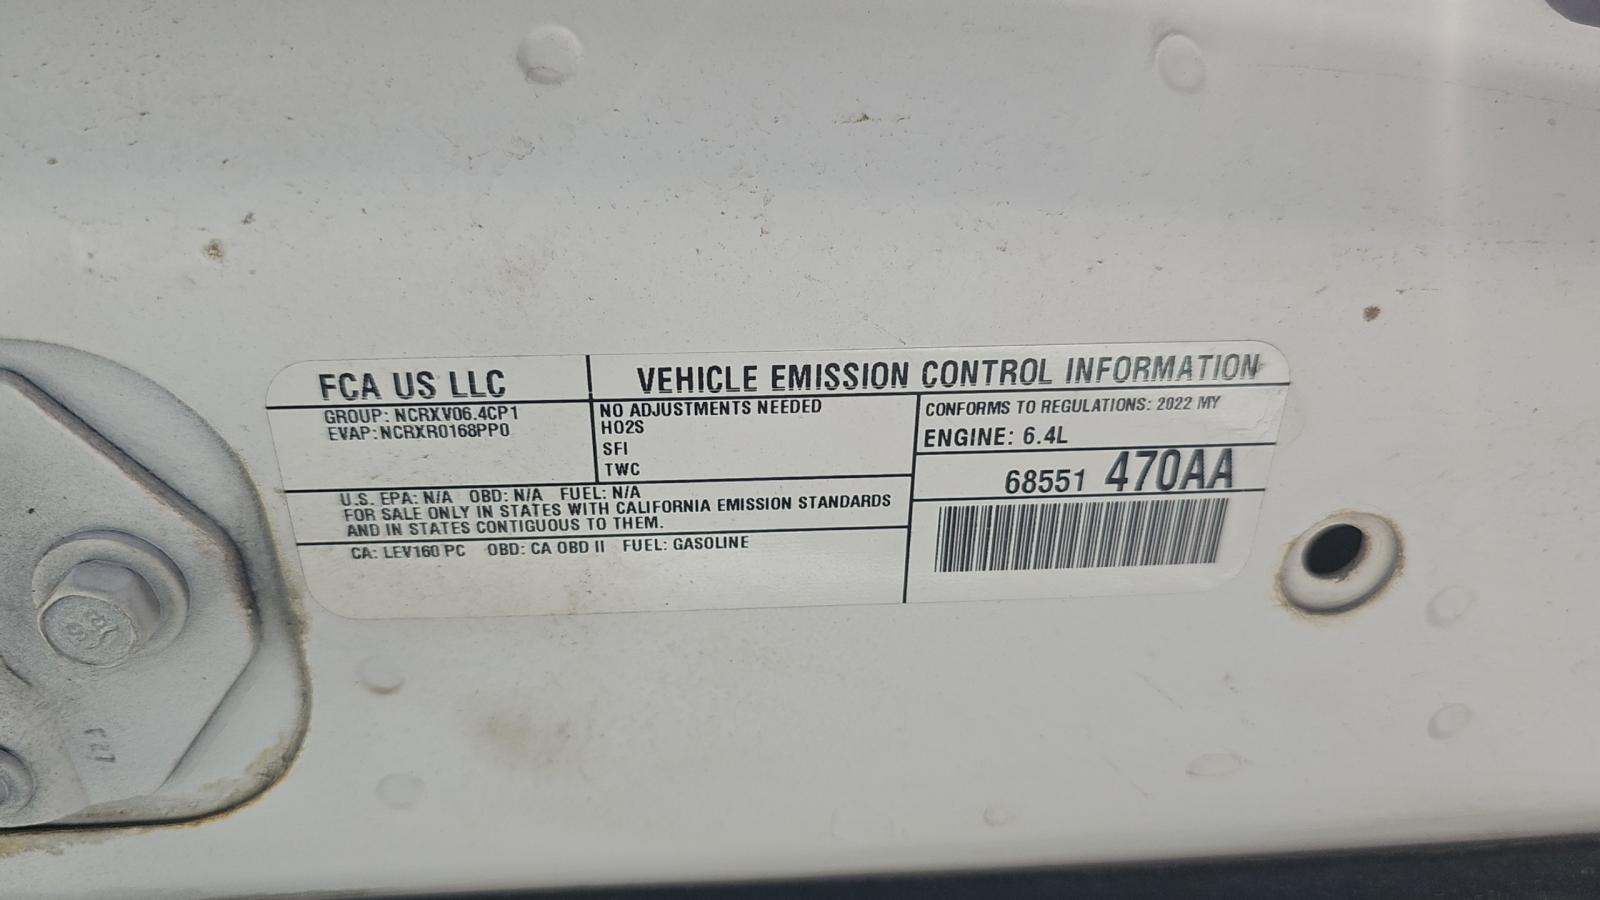 FCA US LLC
VEHICLE EMISSION CONTROL INFORMATION
GROUP: NCRXV06.4CP1
EVAP:NCRXR0168PP0
NO ADJUSTMENTS NEEDED
HO2S
SFI
TWC
CONFORMS TO REGULATIONS: 2022 MY
ENGINE: 6.4L
68551 470AA
U.S. EPA: N/A OBD: N/A FUEL: N/A
FOR SALE ONLY IN STATES WITH CALIFORNIA EMISSION STANDARDS
AND IN STATES CONTIGUOUS TO THEM.
CA: LEV160 PC OBD: CA OBD II FUEL: GASOLINE
F27